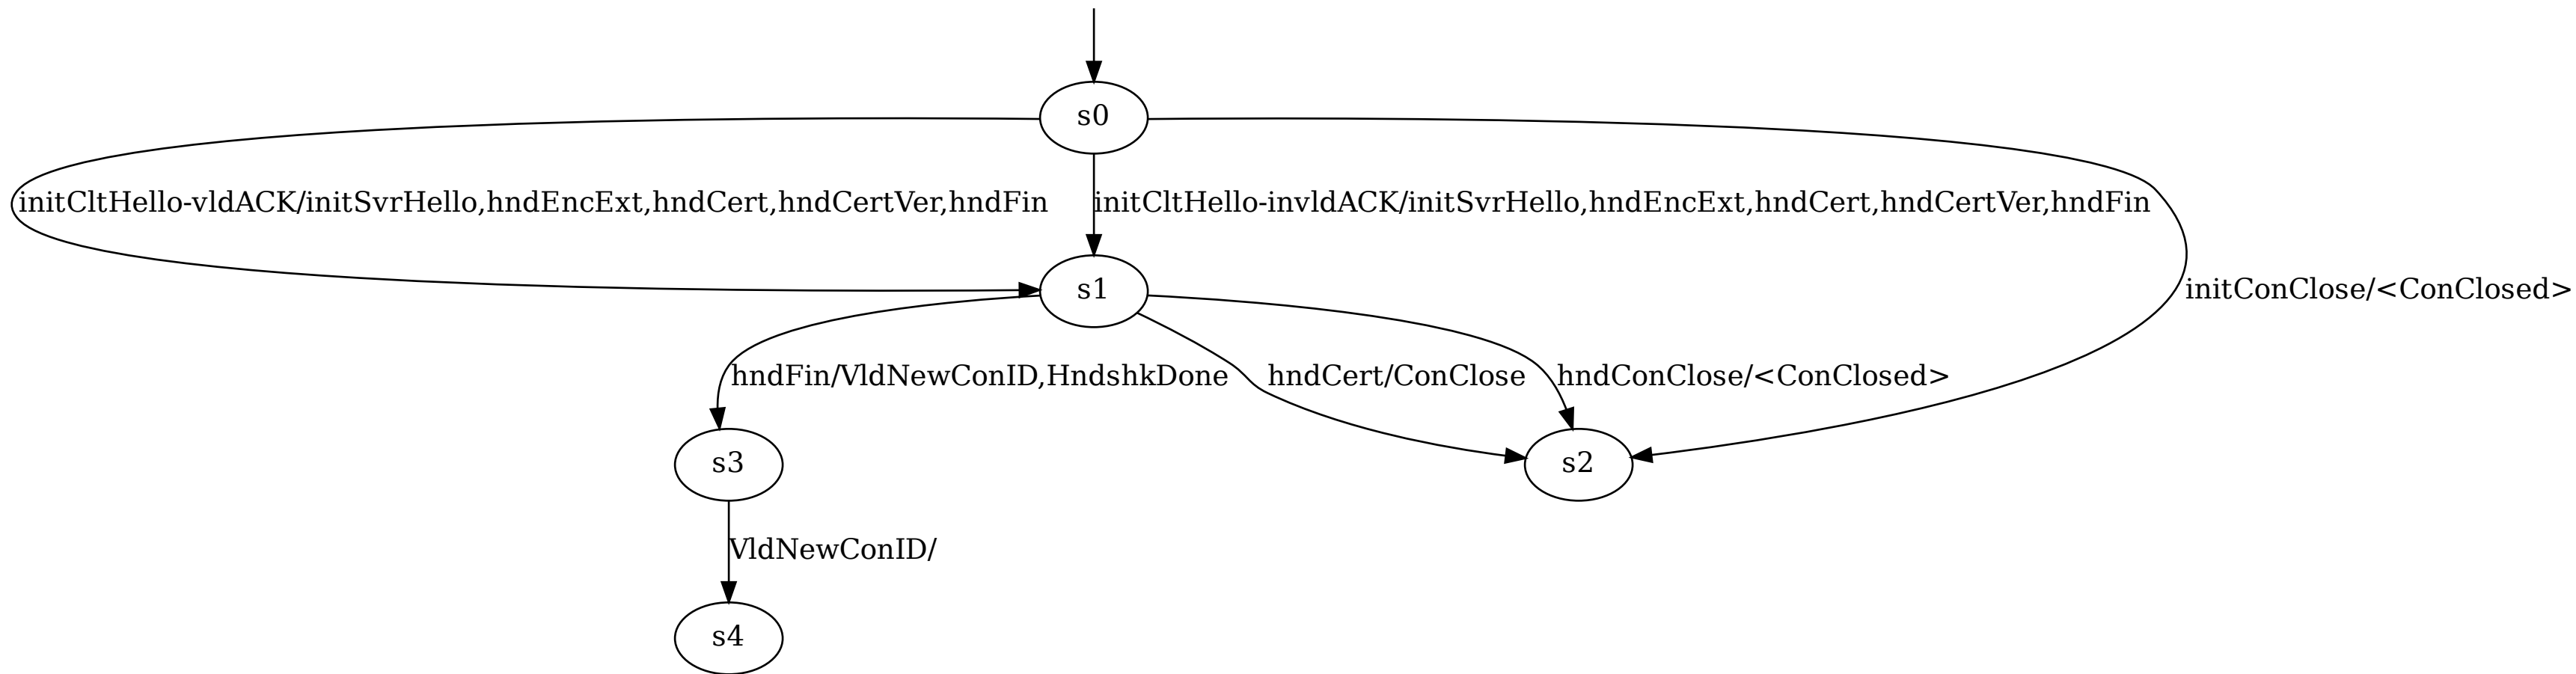 s0
initCltHello-vldACK/initSvrHello,hndEncExt,hndCert,hndCertVer,hndFin
initCltHello-invldACK/initSvrHello,hndEncExt,hndCert,hndCertVer,hndFin
s1
initConClose/<ConClosed>
hndFin/VldNewConID,HndshkDone
hndCert/ConClose
hndConClose/<ConClosed>
s3
s2
VldNewConID/
s4